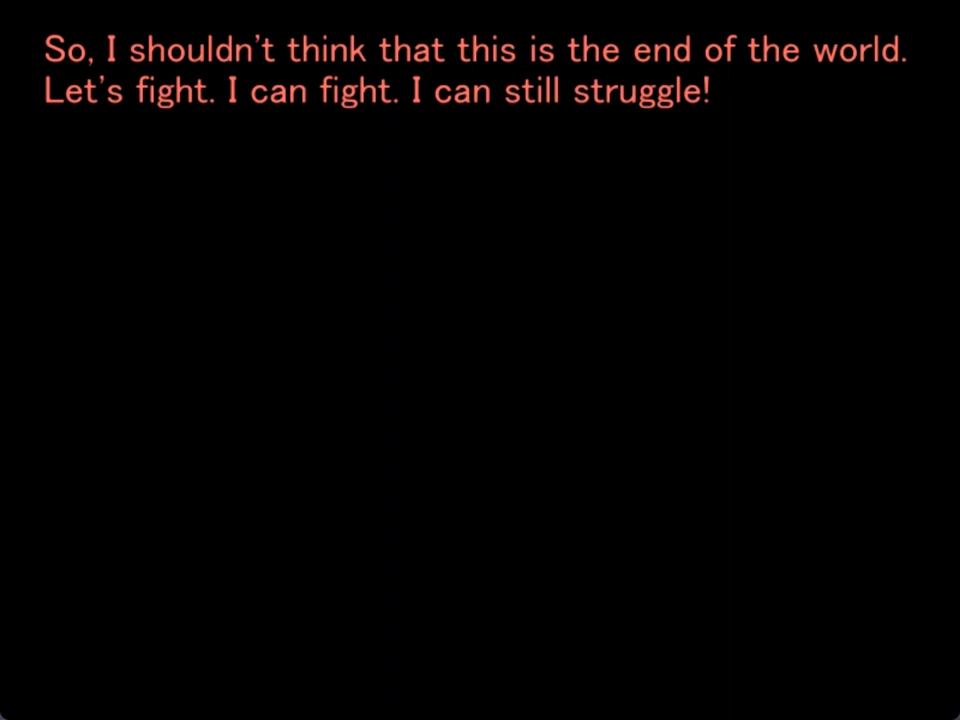 So, I shouldn't think that this is the end of the world.
Let's fight. I can fight. I can still struggle!